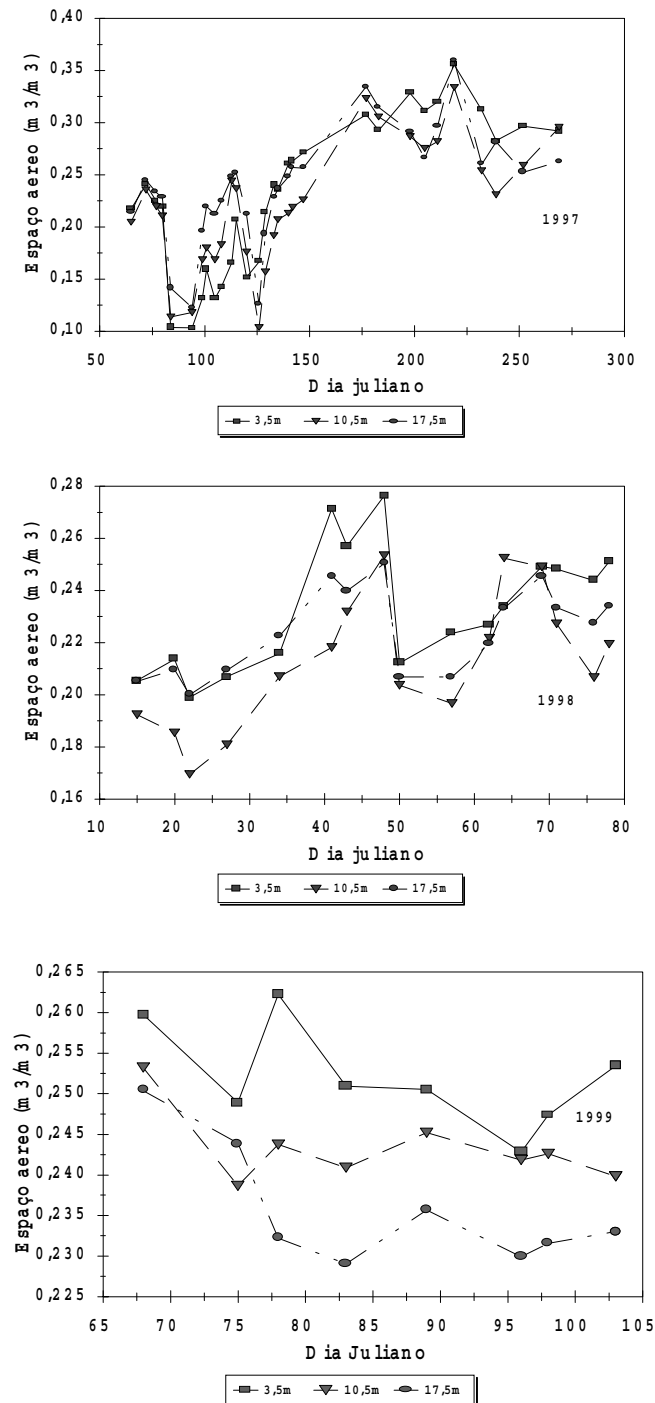 0,40
0,35
0,30
0,25
0,20
0,15
0,10
Espaço aereo (m3/m3)
1997
50 100 150 200 250 300
Dia juliano
3,5m 10,5m 17,5m
0,28
0,26
0,24
0,22
0,20
0,18
0,16
Espaço aereo (m3/m3)
1998
10 20 30 40 50 60 70 80
Dia juliano
3,5m 10,5m 17,5m
0,265
0,260
0,255
0,250
0,245
0,240
0,235
0,230
0,225
Espaço aereo (m3/m3)
1999
65 70 75 80 85 90 95 100 105
Dia Juliano
3,5m 10,5m 17,5m